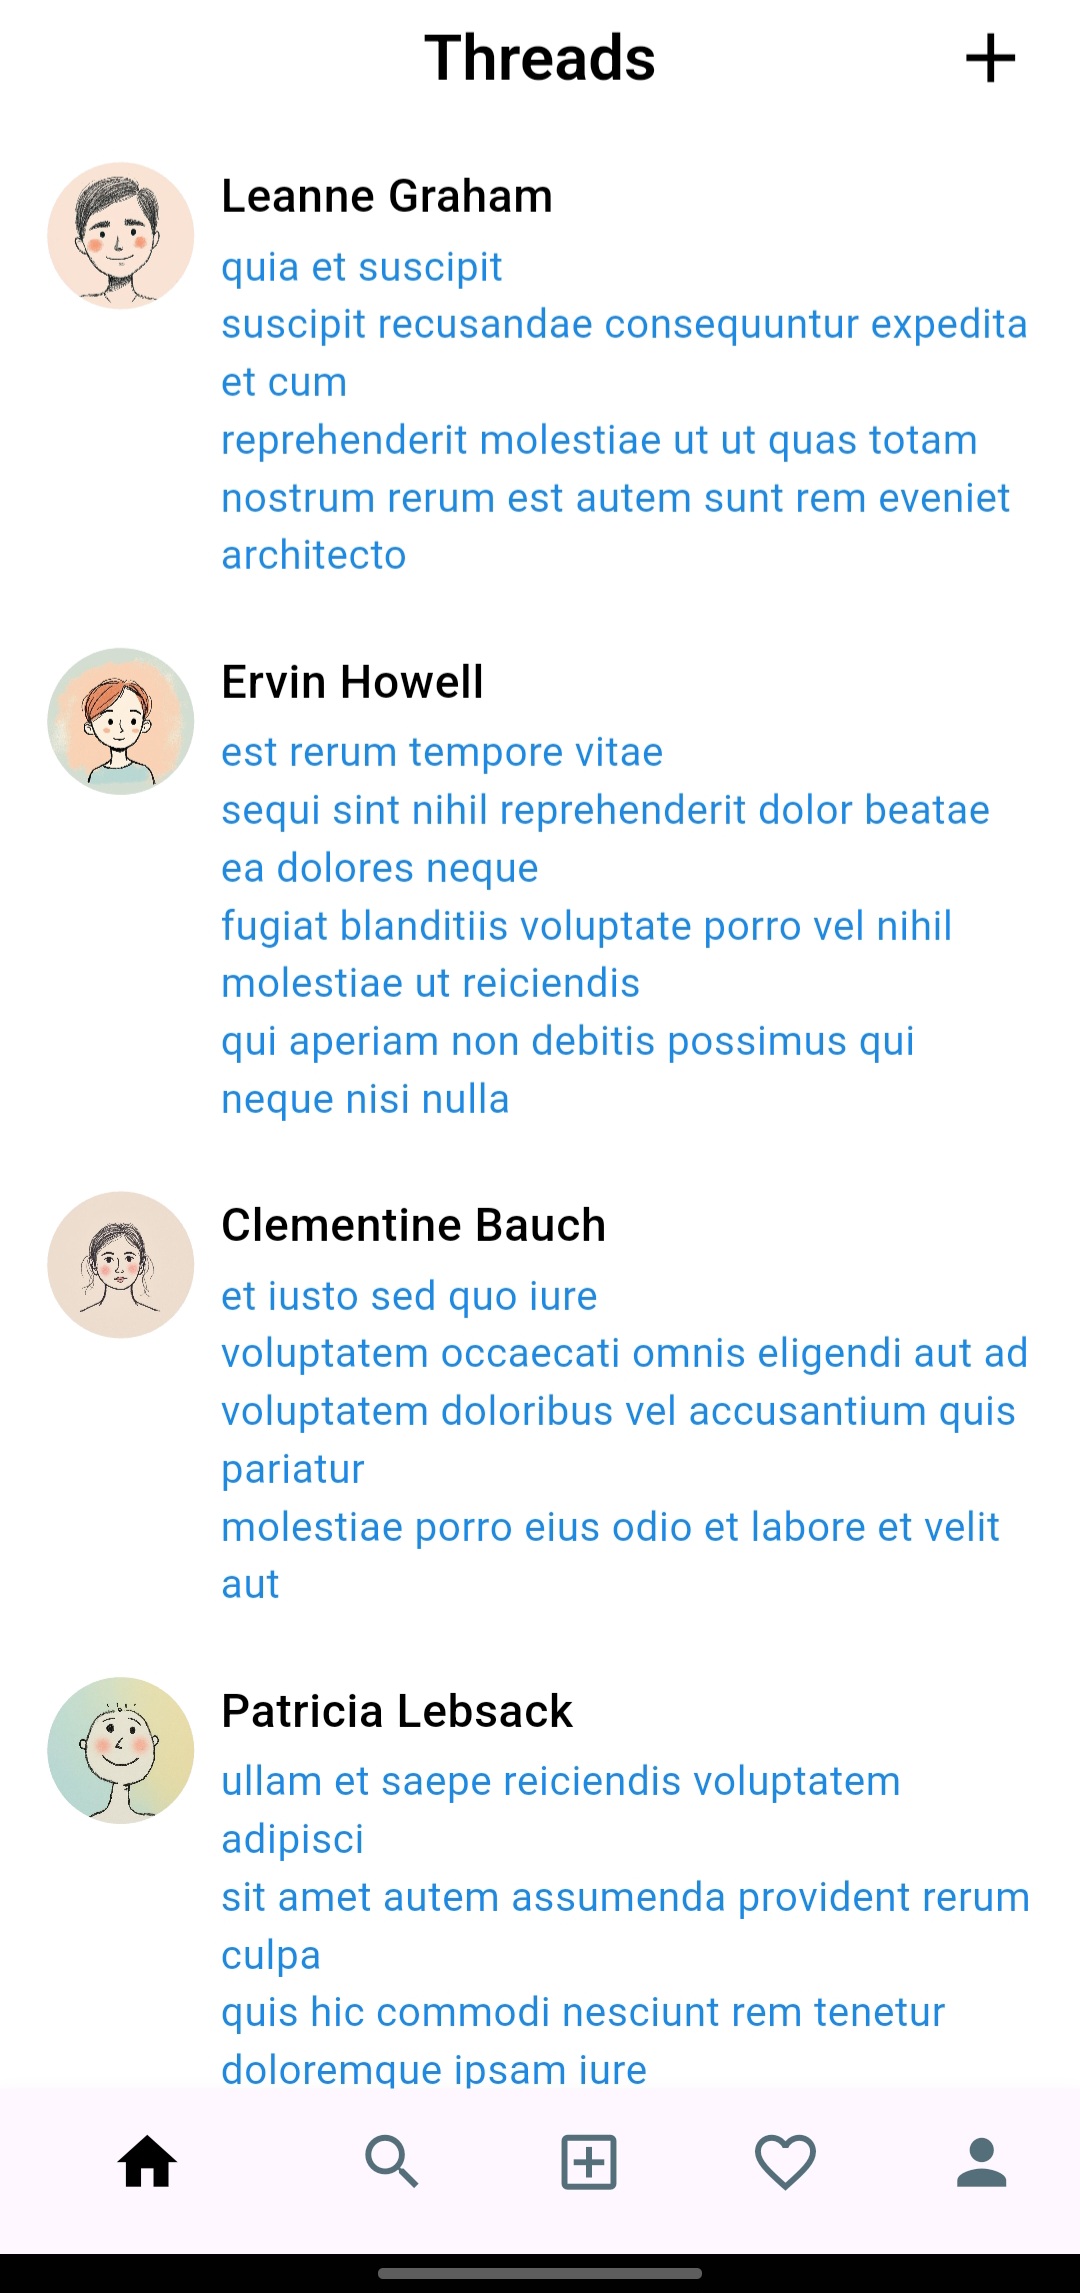 Threads
Leanne Graham
quia et suscipit
suscipit recusandae consequuntur expedita
et cum
reprehenderit molestiae ut ut quas totam
nostrum rerum est autem sunt rem eveniet
architecto
Ervin Howell
est rerum tempore vitae
sequi sint nihil reprehenderit dolor beatae
ea dolores neque
fugiat blanditiis voluptate porro vel nihil
molestiae ut reiciendis
qui aperiam non debitis possimus qui
neque nisi nulla
Clementine Bauch
et iusto sed quo iure
voluptatem occaecati omnis eligendi aut ad
voluptatem doloribus vel accusantium quis
pariatur
molestiae porro eius odio et labore et velit
aut
Patricia Lebsack
ullam et saepe reiciendis voluptatem
adipisci
sit amet autem assumenda provident rerum
culpa
quis hic commodi nesciunt rem tenetur
doloremque ipsam iure